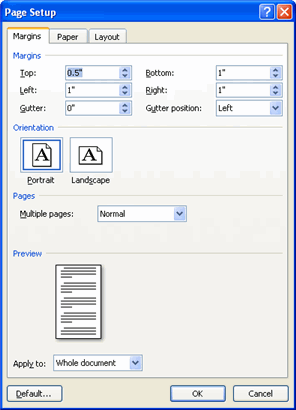 Page Setup
Margins Paper Layout
Margins
Top: 0.5" Bottom: 1"
Left: 1" Right: 1"
Gutter: 0" Gutter position: Left
Orientation
A A
Portrait Landscape
Pages
Multiple pages: Normal
Preview
Apply to: Whole document
Default... OK Cancel